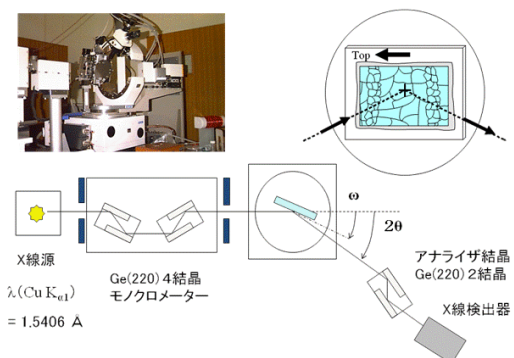 Top
ω
2θ
X線源
λ(Cu Kα1)
= 1.5406 Å
Ge(220)4結晶
モノクロメーター
アナライザ結晶
Ge(220)2結晶
X線検出器